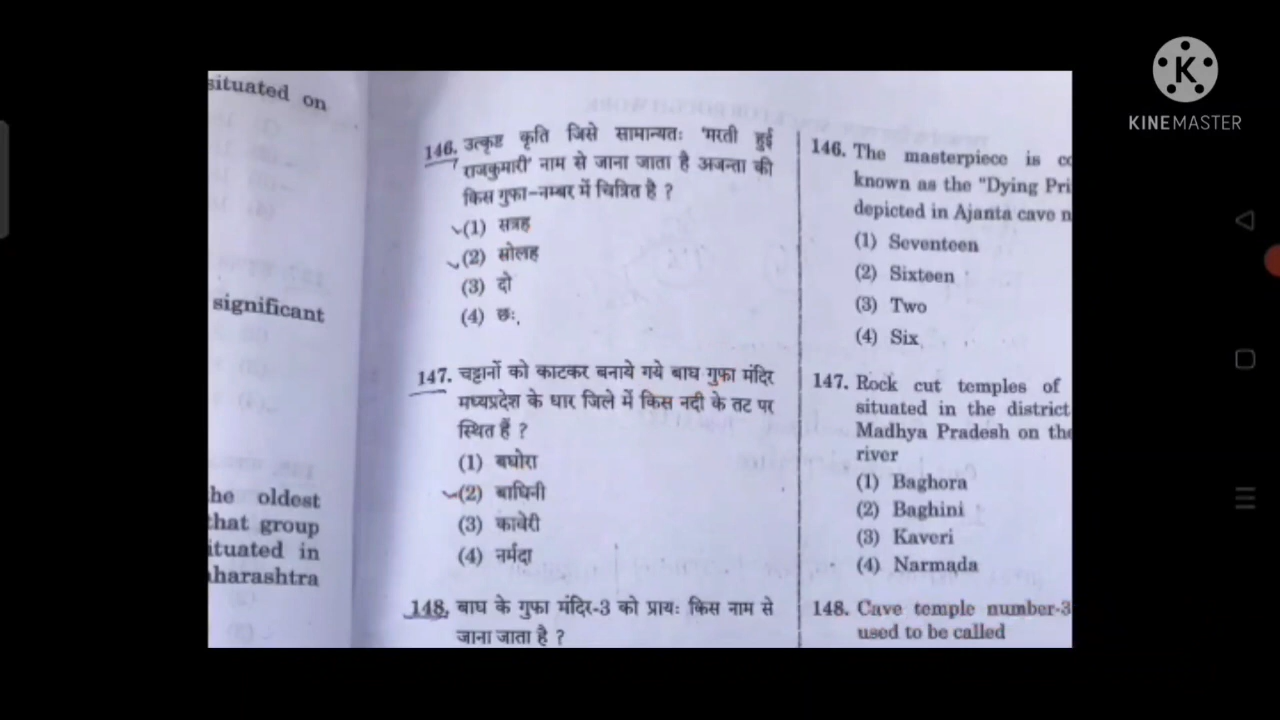 KINEMASTER
situated on
significant
he oldest
that group
ituated in
harashtra
146. उत्कृष्ट कृति जिसे सामान्यतः 'मरती हुई
राजकुमारी' नाम से जाना जाता है अजन्ता की
किस गुफा-नम्बर में चित्रित है ?
(1) सत्रह
(2) सोलह
(3) दो
(4) छः
147. चट्टानों को काटकर बनाये गये बाघ गुफा मंदिर
मध्यप्रदेश के धार जिले में किस नदी के तट पर
स्थित हैं ?
(1) बघोरा
(2) बाघिनी
(3) कावेरी
(4) नर्मदा
148. बाघ के गुफा मंदिर-3 को प्रायः किस नाम से
जाना जाता है ?
146. The masterpiece is co
known as the "Dying Pri
depicted in Ajanta cave n
(1) Seventeen
(2) Sixteen
(3) Two
(4) Six
147. Rock cut temples of
situated in the district
Madhya Pradesh on the
river
(1) Baghora
(2) Baghini
(3) Kaveri
(4) Narmada
148. Cave temple number-3
used to be called